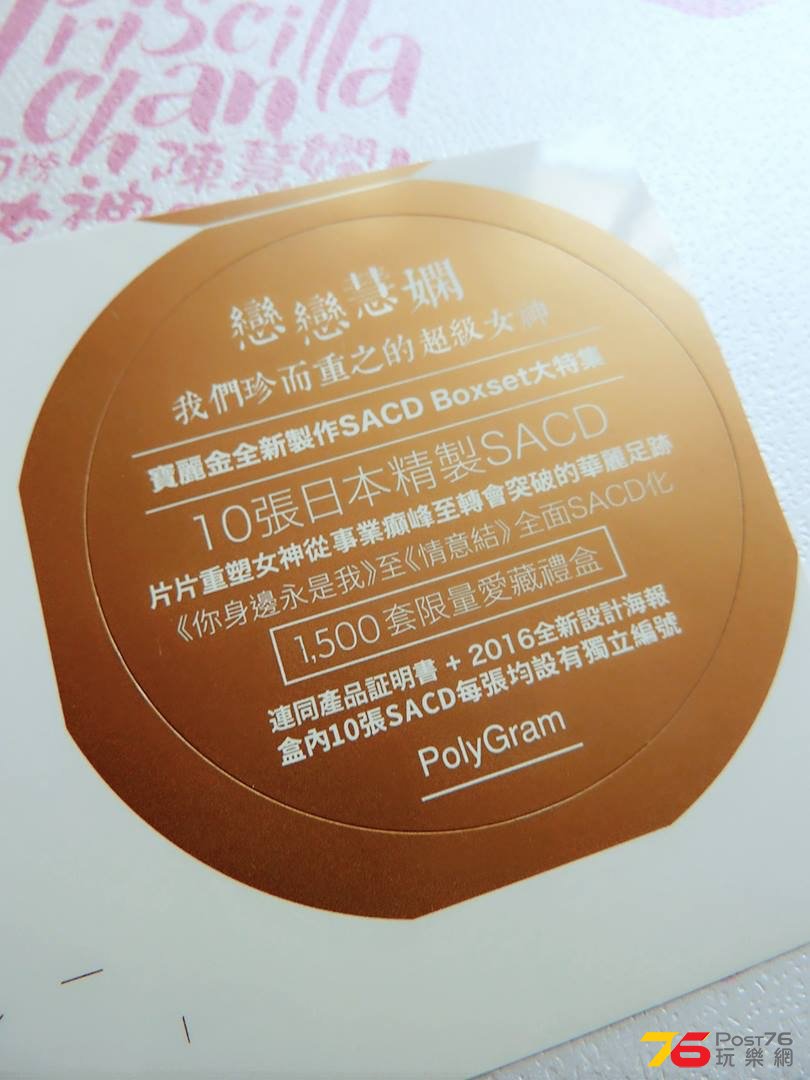 Priscilla
Chan
陳慧嫻
女神
戀戀慧嫻
我們珍而重之的超級女神
寶麗金全新製作SACD Boxset大特集
10張日本精製SACD
片片重塑女神從事業癲峰至轉會突破的華麗足跡
《你身邊永是我》至《情意結》全面SACD化
1,500套限量愛藏禮盒
連同產品証明書 + 2016全新設計海報
盒內10張SACD每張均設有獨立編號
PolyGram
76 Post76
玩樂網